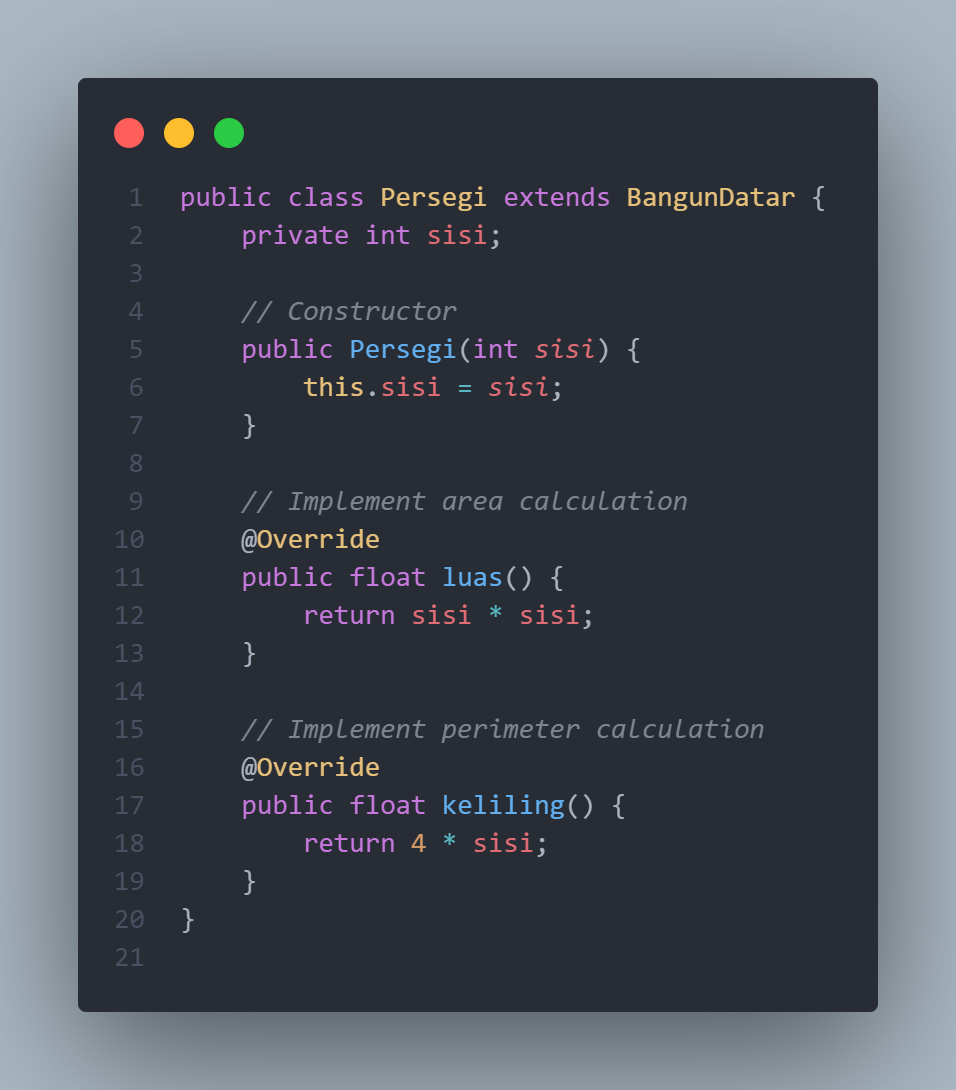 1 public class Persegi extends BangunDatar {
2     private int sisi;
3
4     // Constructor
5     public Persegi(int sisi) {
6         this.sisi = sisi;
7     }
8
9     // Implement area calculation
10     @Override
11     public float luas() {
12         return sisi * sisi;
13     }
14
15     // Implement perimeter calculation
16     @Override
17     public float keliling() {
18         return 4 * sisi;
19     }
20 }
21